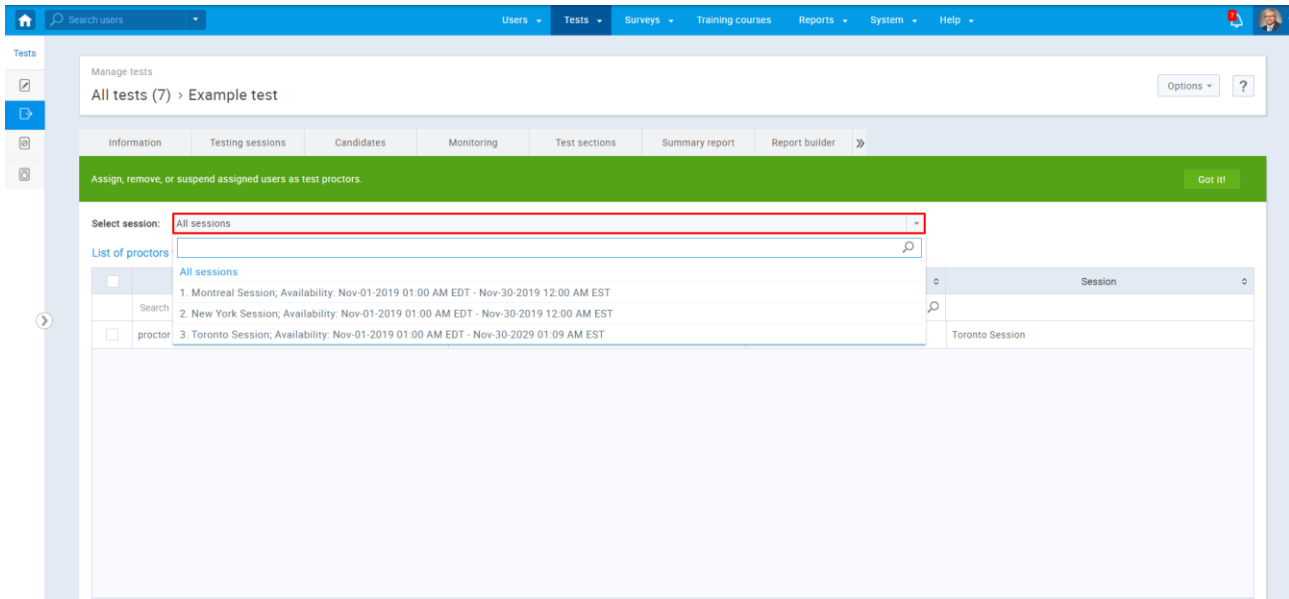 Search users
Users Tests Surveys Training courses Reports System Help
Tests
Manage tests
All tests (7) › Example test
Options
?
Information Testing sessions Candidates Monitoring Test sections Summary report Report builder
Assign, remove, or suspend assigned users as test proctors.
Got it!
Select session: All sessions
List of proctors
All sessions
1. Montreal Session; Availability: Nov-01-2019 01:00 AM EDT - Nov-30-2019 12:00 AM EST
2. New York Session; Availability: Nov-01-2019 01:00 AM EDT - Nov-30-2019 12:00 AM EST
3. Toronto Session; Availability: Nov-01-2019 01:00 AM EDT - Nov-30-2029 01:09 AM EST
Session
Search
proctor
Toronto Session